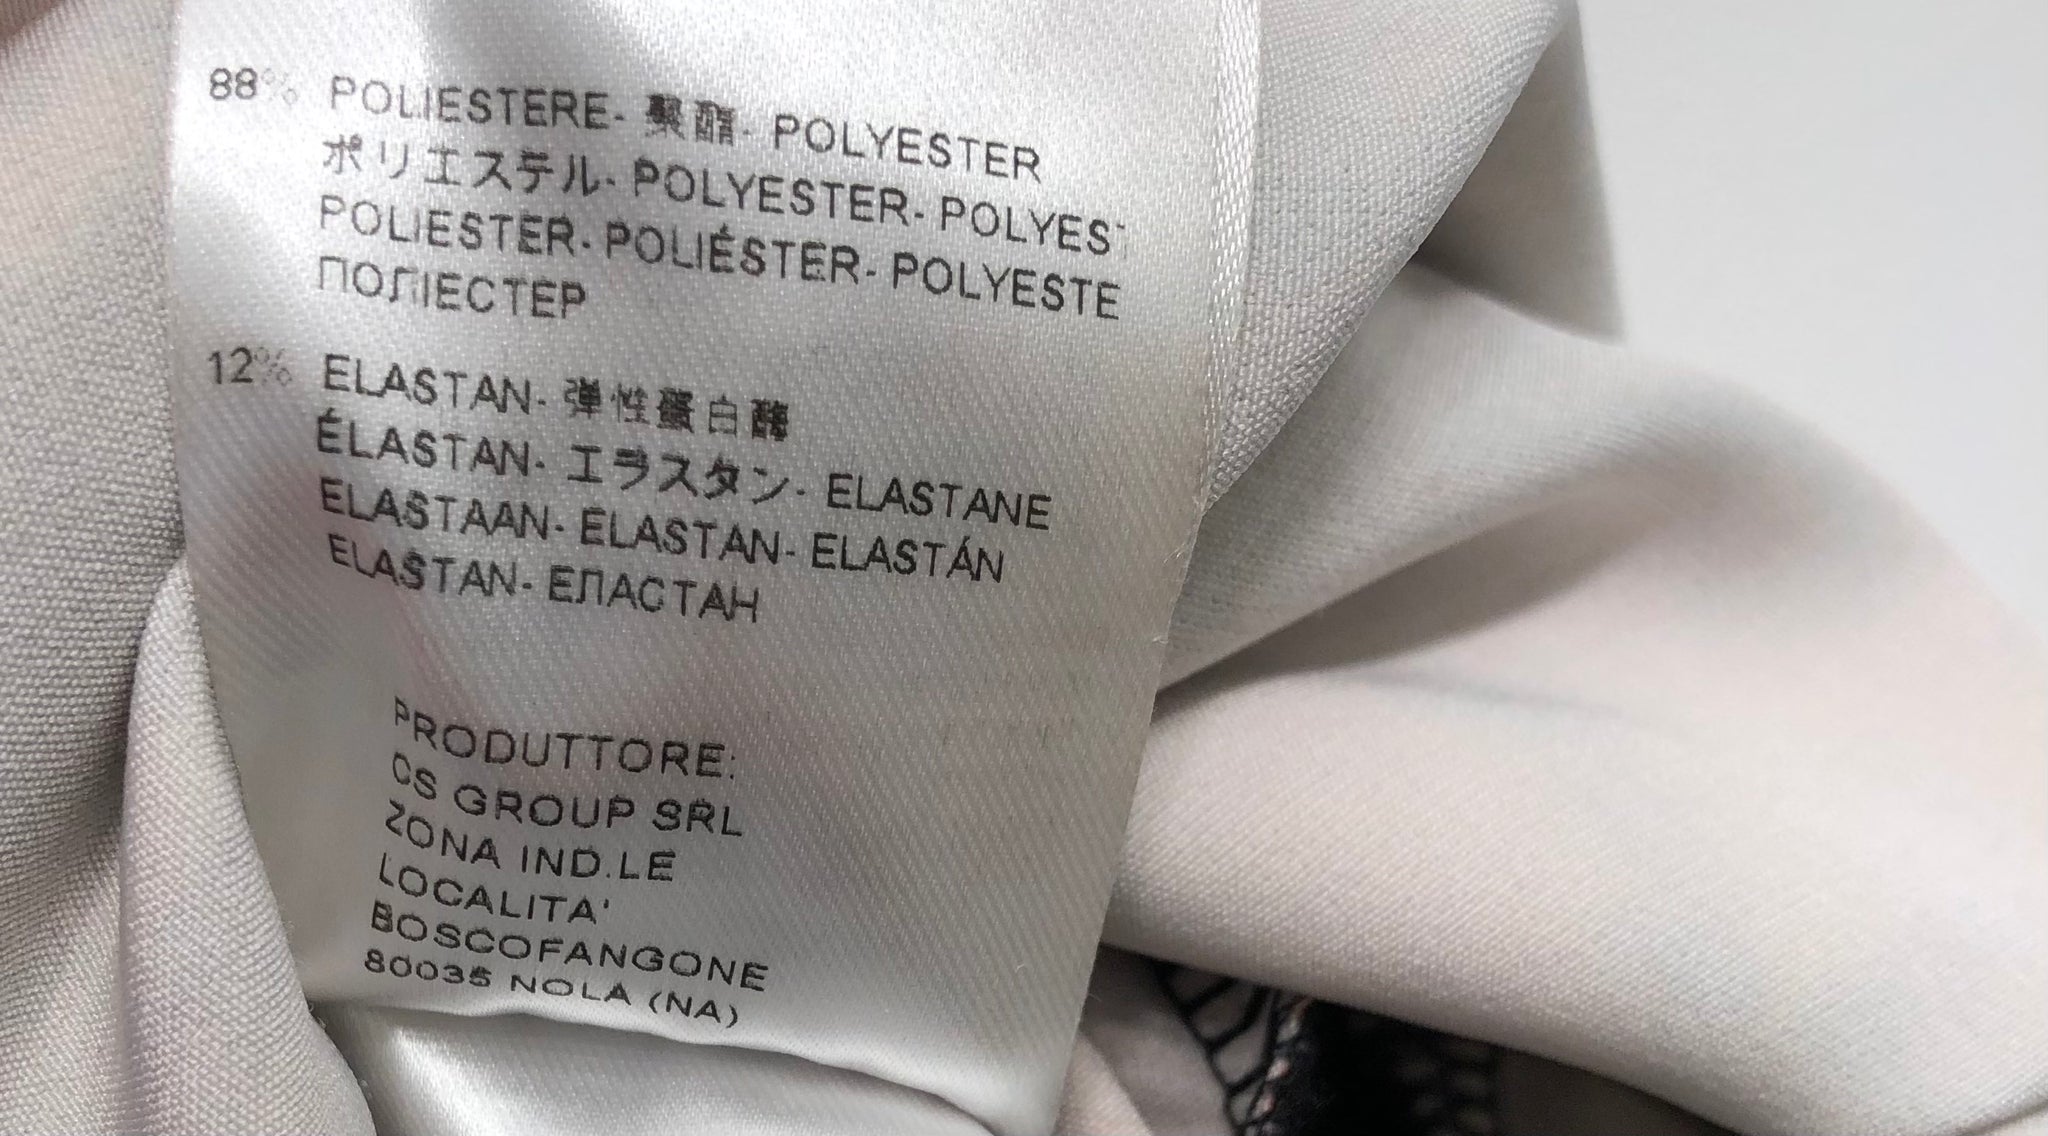 88% POLIESTERE- 聚酯- POLYESTER
ポリエステル- POLYESTER- POLYES
POLIESTER- POLIÉSTER- POLYESTE
ПОЛІЕСТЕР
12% ELASTAN- 弹性蛋白酶
ÉLASTAN- エラスタン- ELASTANE
ELASTAAN- ELASTAN- ELASTÁN
ELASTAN- ЕЛАСТАН
PRODUTTORE:
CS GROUP SRL
ZONA IND.LE
LOCALITA'
BOSCOFANGONE
80035 NOLA (NA)